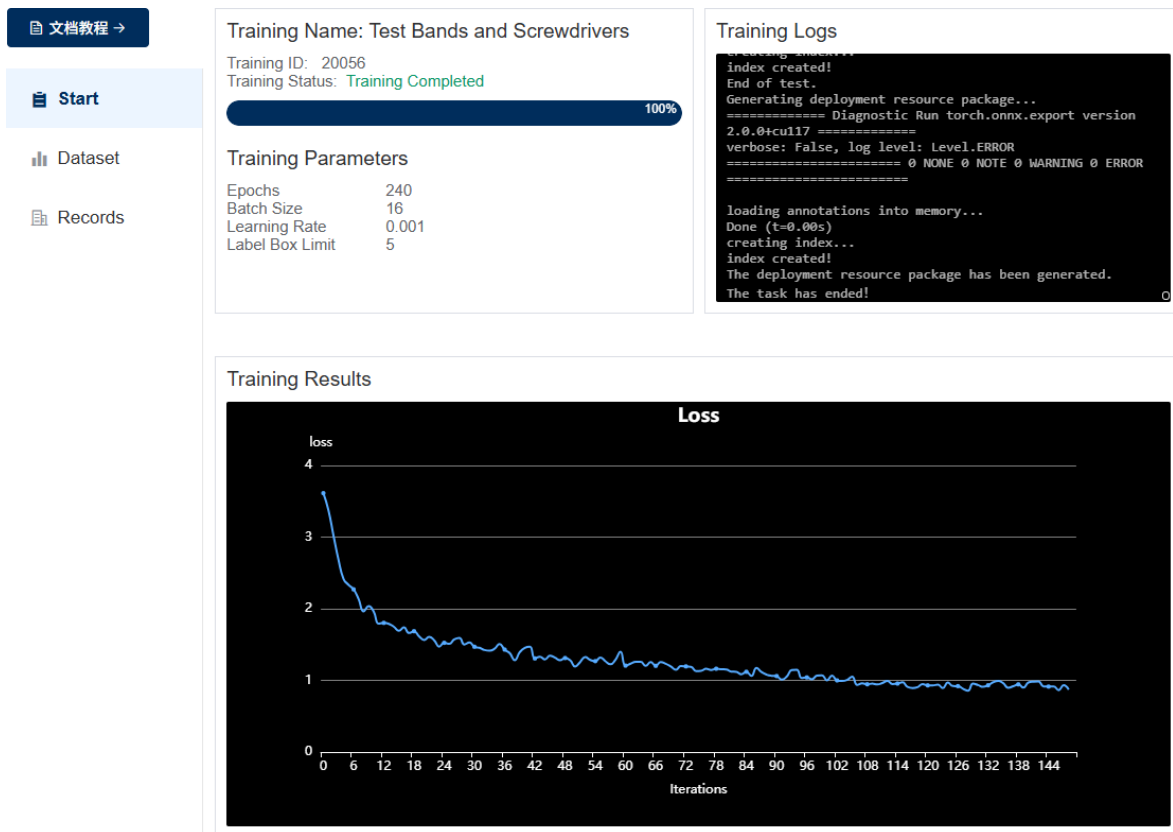 文档教程 →
Start
Dataset
Records
Training Name: Test Bands and Screwdrivers
Training ID: 20056
Training Status: Training Completed
100%
Training Parameters
Epochs 240
Batch Size 16
Learning Rate 0.001
Label Box Limit 5
Training Logs
creating index...
index created!
End of test.
Generating deployment resource package...
============= Diagnostic Run torch.onnx.export version
2.0.0+cu117 =============
verbose: False, log level: Level.ERROR
======================= 0 NONE 0 NOTE 0 WARNING 0 ERROR
========================
loading annotations into memory...
Done (t=0.00s)
creating index...
index created!
The deployment resource package has been generated.
The task has ended!
Training Results
Loss
loss
4
3
2
1
0
0 6 12 18 24 30 36 42 48 54 60 66 72 78 84 90 96 102 108 114 120 126 132 138 144
Iterations